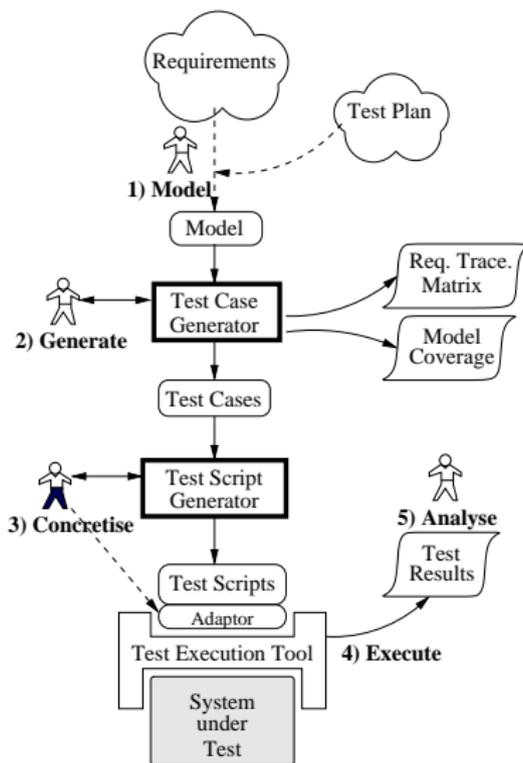 Requirements
Test Plan
1) Model
Model
Test Case
Generator
Req. Trace.
Matrix
2) Generate
Model
Coverage
Test Cases
Test Script
Generator
3) Concretise
5) Analyse
Test
Results
Test Scripts
Adaptor
Test Execution Tool
4) Execute
System
under
Test